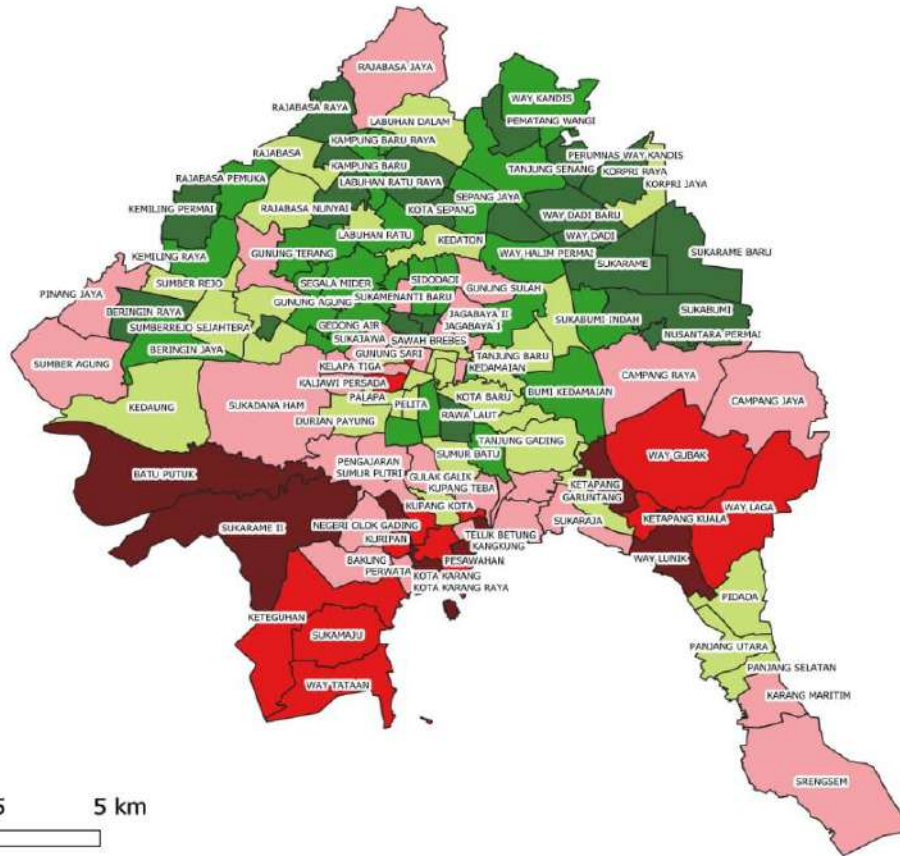 RAJABASA JAYA
WAY KANDIS
RAJABASA RAYA
LABUHAN DALAM
PEMATANG WANGI
KAMPUNG BARU RAYA
RAJABASA
PERUMNAS WAY KANDIS
KAMPUNG BARU
TANJUNG SENANG
KORPRI RAYA
RAJABASA PEMUKA
LABUHAN RATU RAYA
KORPRI JAYA
SEPANG JAYA
KEMILING PERMAI
RAJABASA NUNYAI
KOTA SEPANG
WAY DADI BARU
LABUHAN RATU
WAY DADI
KEDATON
KEMILING RAYA
GUNUNG TERANG
WAY HALIM PERMAI
SUKARAME BARU
SUKARAME
SUMBER REJO
SEGALA MIDER
SIDODADI
GUNUNG SULAH
PINANG JAYA
SUKAMENANTI BARU
GUNUNG AGUNG
BERINGIN RAYA
JAGABAYA II
SUKABUMI INDAH
SUKABUMI
SUMBERREJO SEJAHTERA
GEDONG AIR
JAGABAYA I
NUSANTARA PERMAI
SUKAJAWA
SAWAH BREBES
BERINGIN JAYA
GUNUNG SARI
TANJUNG BARU
SUMBER AGUNG
KELAPA TIGA
KEDAMAIAN
CAMPANG RAYA
KALIAWI PERSADA
BUMI KEDAMAIAN
PALAPA
KOTA BARU
CAMPANG JAYA
KEDAUNG
SUKADANA HAM
PELITA
RAWA LAUT
DURIAN PAYUNG
TANJUNG GADING
SUMUR BATU
WAY GUBAK
PENGAJARAN
BATU PUTUK
SUMUR PUTRI
GULAK GALIK
KETAPANG
KUPANG TEBA
GARUNTANG
KUPANG KOTA
WAY LAGA
SUKARAME II
NEGERI OLOK GADING
SUKARAJA
KETAPANG KUALA
TELUK BETUNG
KURIPAN
KANGKUNG
WAY LUNIK
BAKUNG
PESAWAHAN
PERWATA
KOTA KARANG
KOTA KARANG RAYA
PIDADA
KETEGUHAN
SUKAMAJU
PANJANG UTARA
PANJANG SELATAN
WAY TATAAN
KARANG MARITIM
SRENGSEM
5 km